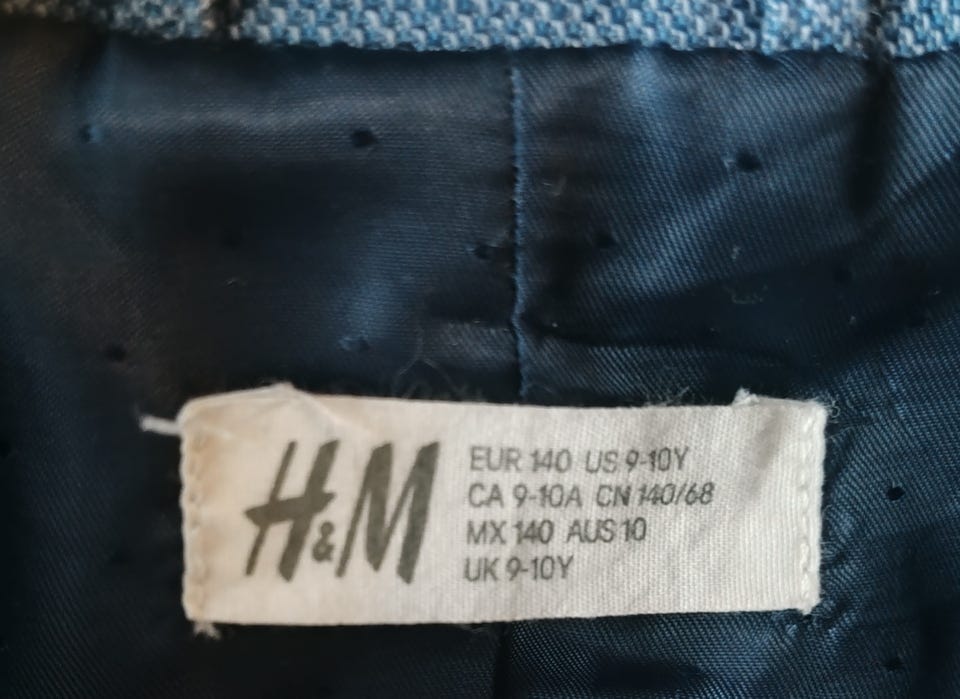 H&M
EUR 140 US 9-10Y
CA 9-10A CN 140/68
MX 140 AUS 10
UK 9-10Y